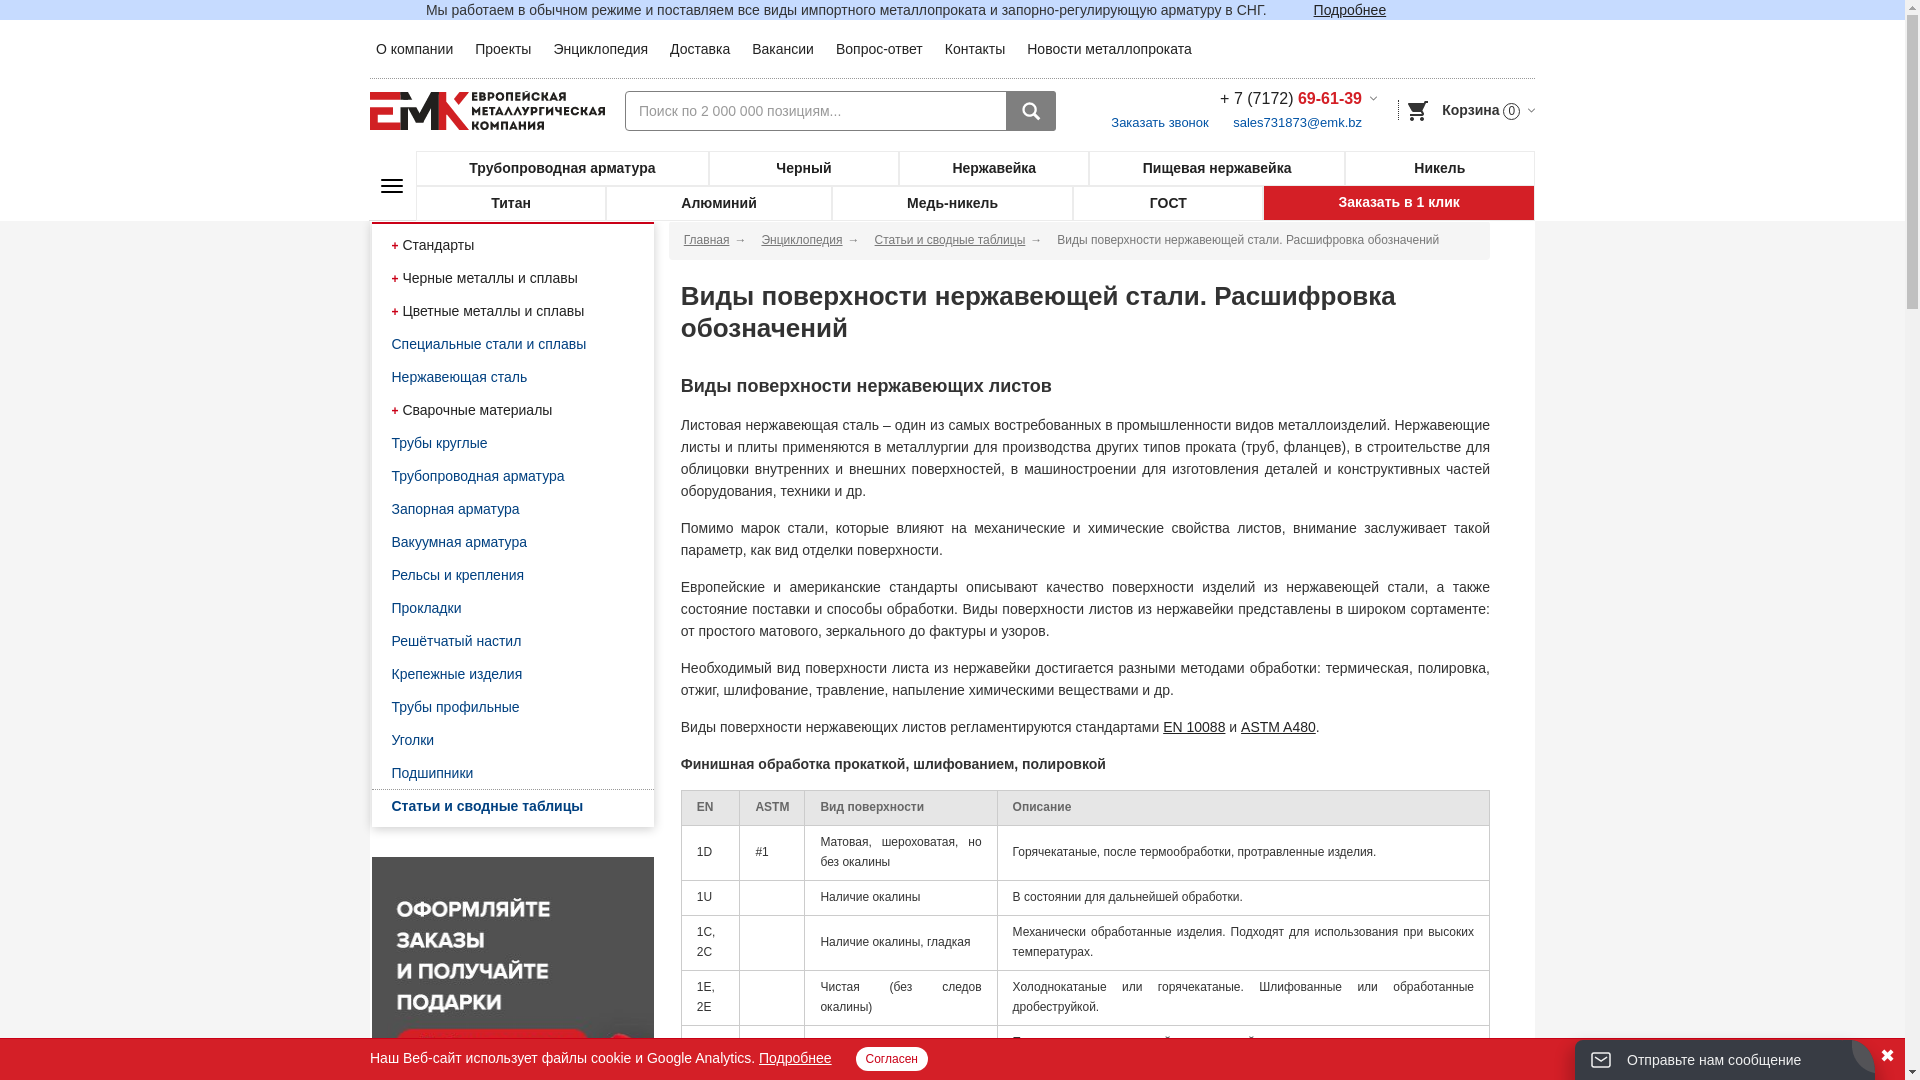 Мы работаем в обычном режиме и поставляем все виды импортного металлопроката и запорно-регулирующую арматуру в СНГ. Подробнее
О компании Проекты Энциклопедия Доставка Вакансии Вопрос-ответ Контакты Новости металлопроката
ЕМК ЕВРОПЕЙСКАЯ
МЕТАЛЛУРГИЧЕСКАЯ
КОМПАНИЯ
Поиск по 2 000 000 позициям...
+ 7 (7172) 69-61-39
Заказать звонок sales731873@emk.bz
Корзина 0
Трубопроводная арматура Черный Нержавейка Пищевая нержавейка Никель
Титан Алюминий Медь-никель ГОСТ Заказать в 1 клик
+ Стандарты
+ Черные металлы и сплавы
+ Цветные металлы и сплавы
Специальные стали и сплавы
Нержавеющая сталь
+ Сварочные материалы
Трубы круглые
Трубопроводная арматура
Запорная арматура
Вакуумная арматура
Рельсы и крепления
Прокладки
Решётчатый настил
Крепежные изделия
Трубы профильные
Уголки
Подшипники
Статьи и сводные таблицы
ОФОРМЛЯЙТЕ
ЗАКАЗЫ
И ПОЛУЧАЙТЕ
ПОДАРКИ
Главная → Энциклопедия → Статьи и сводные таблицы → Виды поверхности нержавеющей стали. Расшифровка обозначений
Виды поверхности нержавеющей стали. Расшифровка
обозначений
Виды поверхности нержавеющих листов
Листовая нержавеющая сталь – один из самых востребованных в промышленности видов металлоизделий. Нержавеющие
листы и плиты применяются в металлургии для производства других типов проката (труб, фланцев), в строительстве для
облицовки внутренних и внешних поверхностей, в машиностроении для изготовления деталей и конструктивных частей
оборудования, техники и др.
Помимо марок стали, которые влияют на механические и химические свойства листов, внимание заслуживает такой
параметр, как вид отделки поверхности.
Европейские и американские стандарты описывают качество поверхности изделий из нержавеющей стали, а также
состояние поставки и способы обработки. Виды поверхности листов из нержавейки представлены в широком сортаменте:
от простого матового, зеркального до фактуры и узоров.
Необходимый вид поверхности листа из нержавейки достигается разными методами обработки: термическая, полировка,
отжиг, шлифование, травление, напыление химическими веществами и др.
Виды поверхности нержавеющих листов регламентируются стандартами EN 10088 и ASTM A480.
Финишная обработка прокаткой, шлифованием, полировкой
EN ASTM Вид поверхности Описание
1D #1 Матовая, шероховатая, но
без окалины Горячекатаные, после термообработки, протравленные изделия.
1U Наличие окалины В состоянии для дальнейшей обработки.
1C,
2C Наличие окалины, гладкая Механически обработанные изделия. Подходят для использования при высоких
температурах.
1E,
2E Чистая (без следов
окалины) Холоднокатаные или горячекатаные. Шлифованные или обработанные
дробеструйкой.
Наш Веб-сайт использует файлы cookie и Google Analytics. Подробнее Согласен
Отправьте нам сообщение